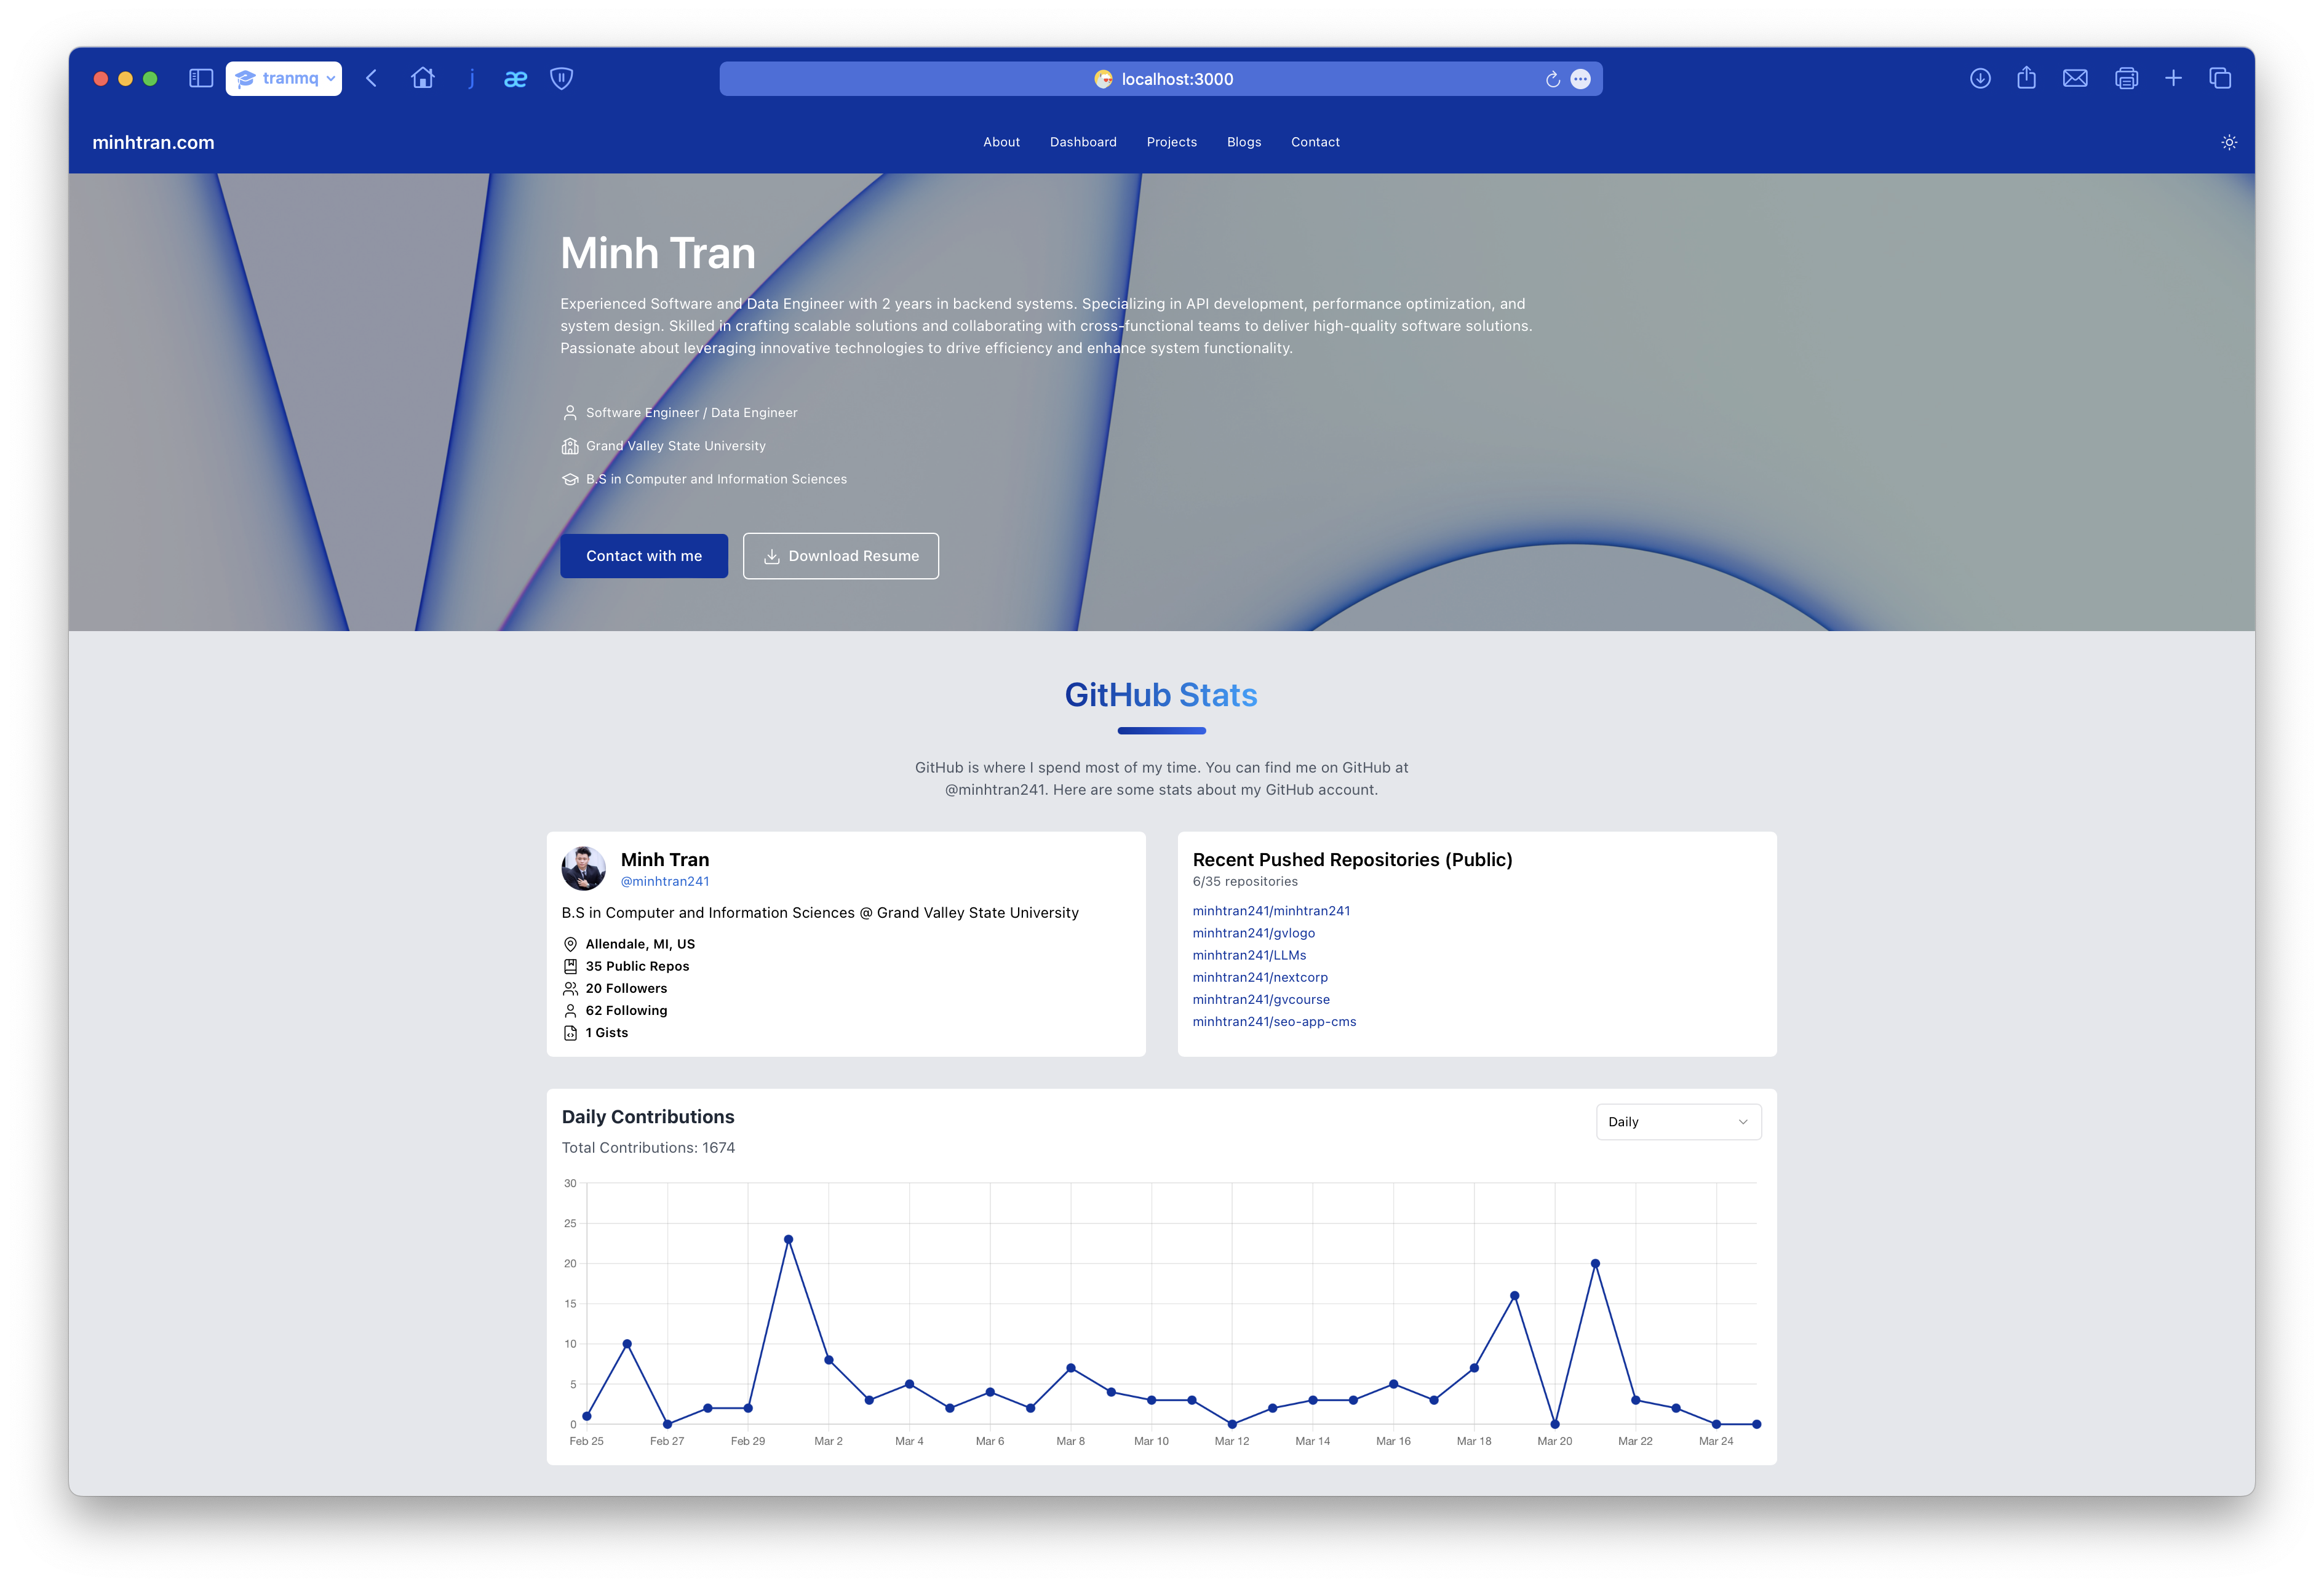 tranmq
j
æ
localhost:3000
minhtran.com
About Dashboard Projects Blogs Contact
Minh Tran
Experienced Software and Data Engineer with 2 years in backend systems. Specializing in API development, performance optimization, and
system design. Skilled in crafting scalable solutions and collaborating with cross-functional teams to deliver high-quality software solutions.
Passionate about leveraging innovative technologies to drive efficiency and enhance system functionality.
Software Engineer / Data Engineer
Grand Valley State University
B.S in Computer and Information Sciences
Contact with me
Download Resume
GitHub Stats
GitHub is where I spend most of my time. You can find me on GitHub at
@minhtran241. Here are some stats about my GitHub account.
Minh Tran
@minhtran241
B.S in Computer and Information Sciences @ Grand Valley State University
Allendale, MI, US
35 Public Repos
20 Followers
62 Following
1 Gists
Recent Pushed Repositories (Public)
6/35 repositories
minhtran241/minhtran241
minhtran241/gvlogo
minhtran241/LLMs
minhtran241/nextcorp
minhtran241/gvcourse
minhtran241/seo-app-cms
Daily Contributions
Daily
Total Contributions: 1674
30
25
20
15
10
5
0
Feb 25 Feb 27 Feb 29 Mar 2 Mar 4 Mar 6 Mar 8 Mar 10 Mar 12 Mar 14 Mar 16 Mar 18 Mar 20 Mar 22 Mar 24